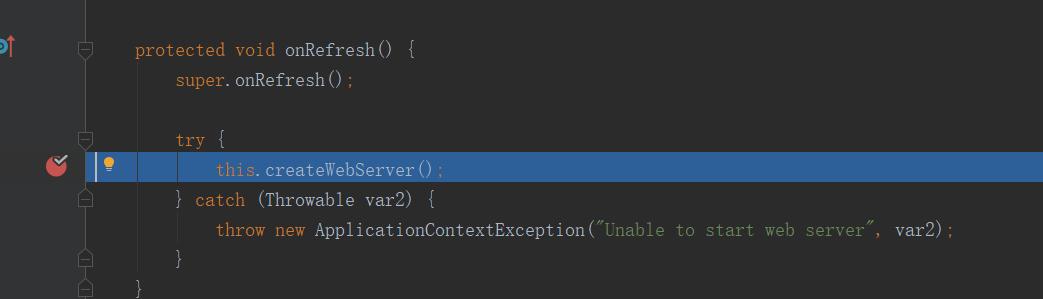 protected void onRefresh() {
super.onRefresh();
try {
this.createWebServer();
} catch (Throwable var2) {
throw new ApplicationContextException("Unable to start web server", var2);
}
}